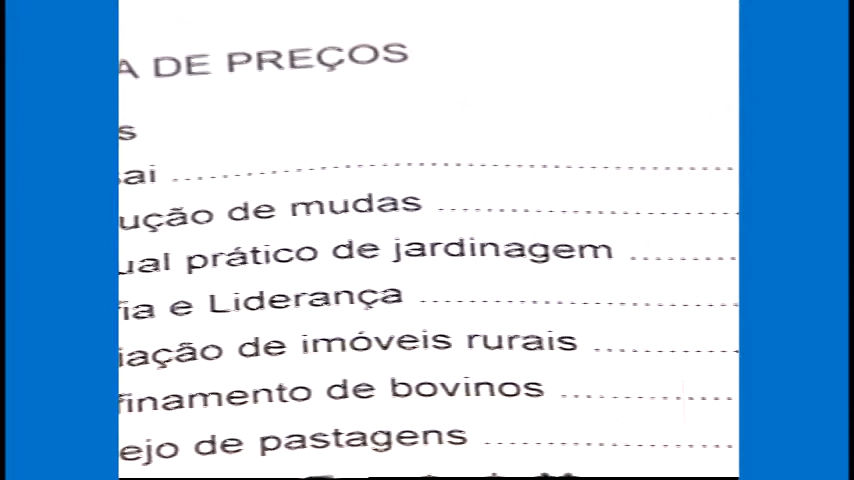 A DE PREÇOS
s
sai ..........
ução de mudas ..........
ual prático de jardinagem ..........
fia e Liderança ..........
iação de imóveis rurais ..........
finamento de bovinos ..........
ejo de pastagens ..........